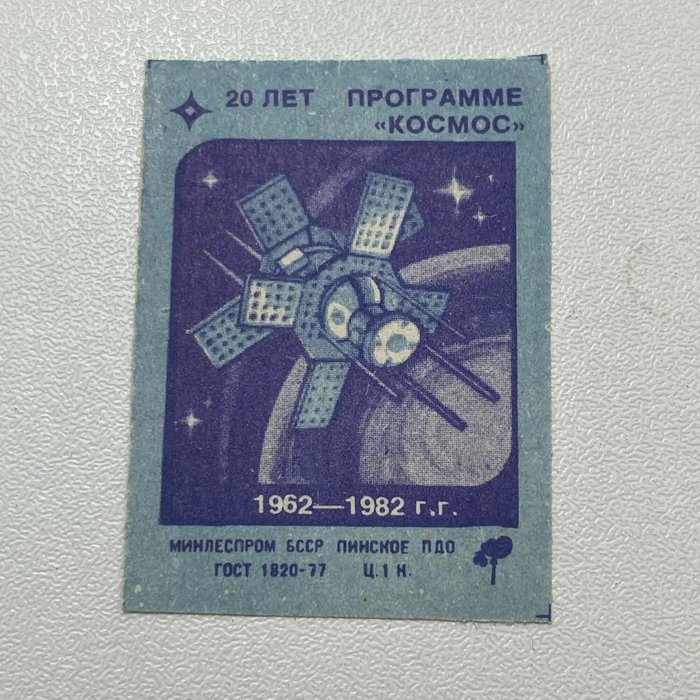 20 ЛЕТ ПРОГРАММЕ
«КОСМОС»
1962—1982 г.г.
МИНЛЕСПРОМ БССР ПИНСКОЕ ПДО
ГОСТ 1820-77 Ц.1 К.